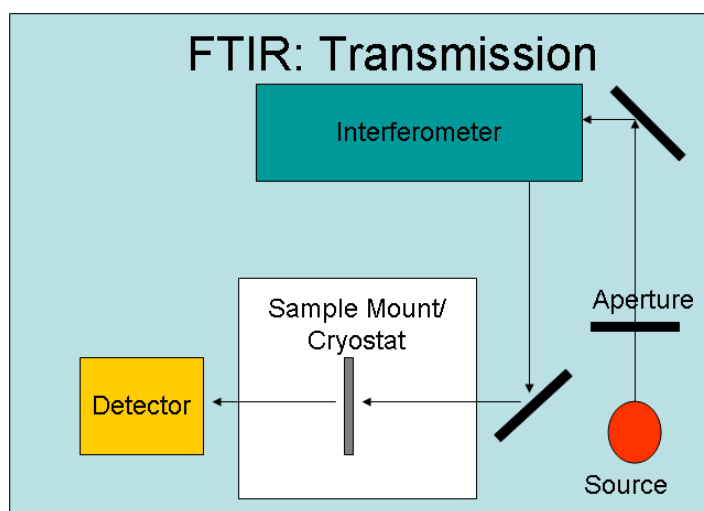 FTIR: Transmission
Interferometer
Aperture
Sample Mount/
Cryostat
Detector
Source